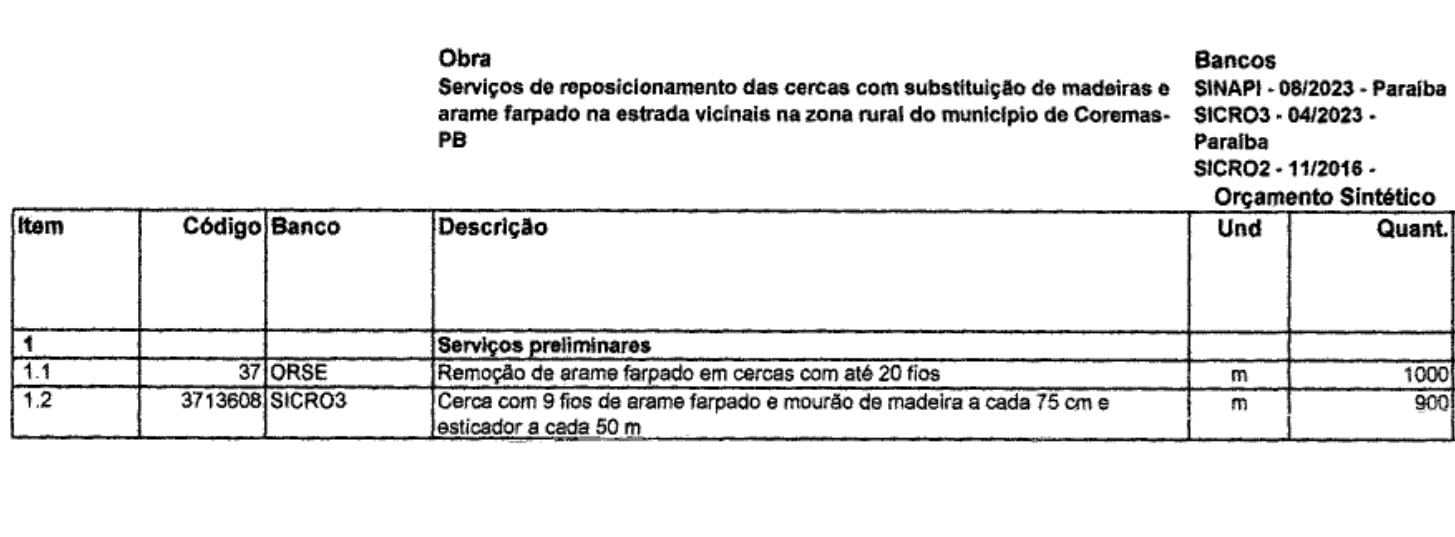 Obra
Serviços de reposicionamento das cercas com substituição de madeiras e
arame farpado na estrada vicinais na zona rural do município de Coremas-
PB
Bancos
SINAPI - 08/2023 - Paraíba
SICRO3 - 04/2023 -
Paraíba
SICRO2 - 11/2016 -
Orçamento Sintético
Item Código Banco Descrição Und Quant.
1 Serviços preliminares
1.1 37 ORSE Remoção de arame farpado em cercas com até 20 fios m 1000
1.2 3713608 SICRO3 Cerca com 9 fios de arame farpado e mourão de madeira a cada 75 cm e m 900
esticador a cada 50 m